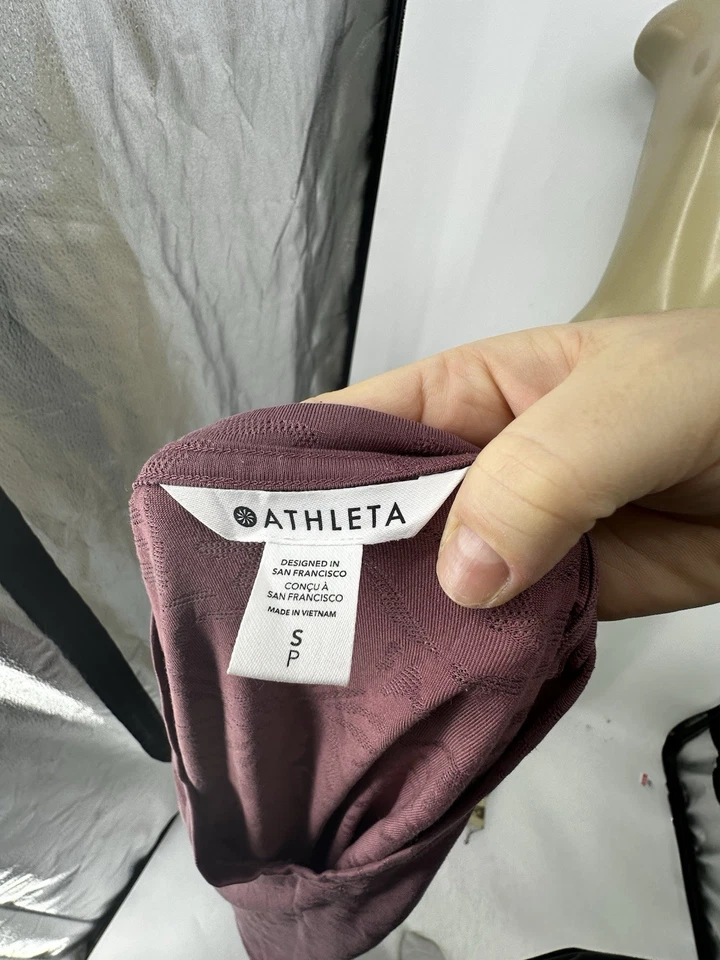 ATHLETA
DESIGNED IN
SAN FRANCISCO
CONÇU À
SAN FRANCISCO
MADE IN VIETNAM
S
P